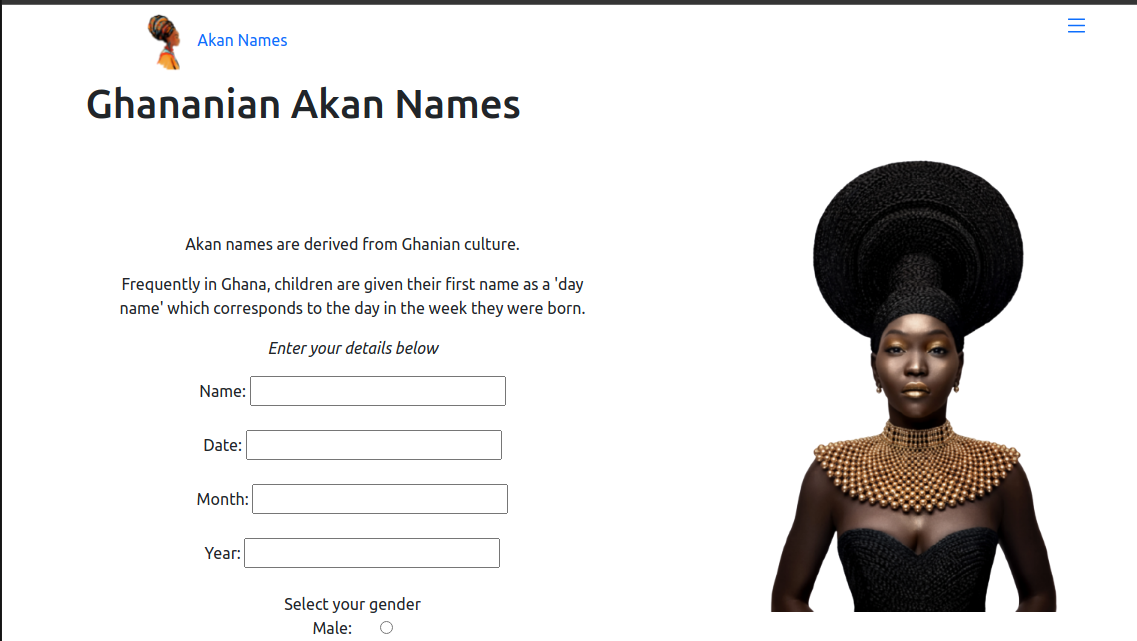 Akan Names
Ghananian Akan Names
Akan names are derived from Ghanian culture.
Frequently in Ghana, children are given their first name as a 'day
name' which corresponds to the day in the week they were born.
Enter your details below
Name:
Date:
Month:
Year:
Select your gender
Male: